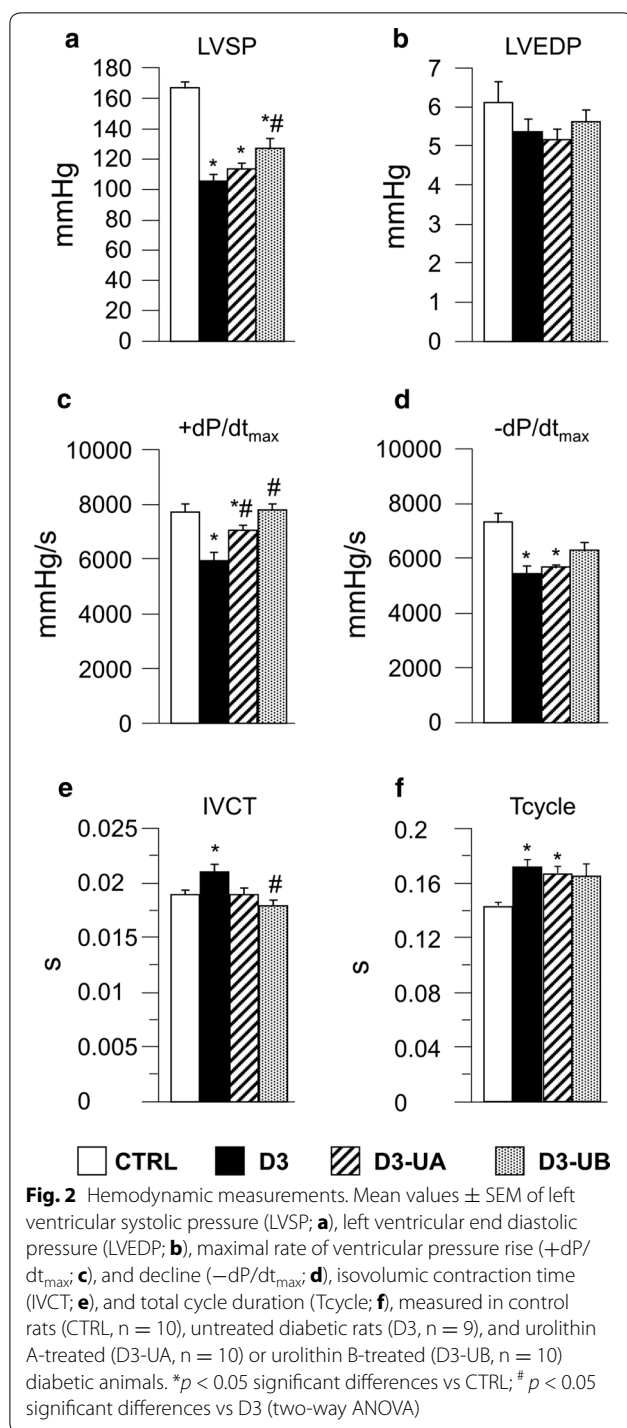 a
LVSP
mmHg
180
160
140
120
100
80
60
40
20
0
*
*
*#
b
LVEDP
mmHg
7
6
5
4
3
2
1
0
c
+dP/dt_max
mmHg/s
10000
8000
6000
4000
2000
0
*
*#
#
d
-dP/dt_max
mmHg/s
10000
8000
6000
4000
2000
0
*
*
e
IVCT
s
0.025
0.02
0.015
0.01
0.005
0
*
#
f
Tcycle
s
0.2
0.16
0.12
0.08
0.04
0
*
*
CTRL D3 D3-UA D3-UB
Fig. 2 Hemodynamic measurements. Mean values ± SEM of left
ventricular systolic pressure (LVSP; a), left ventricular end diastolic
pressure (LVEDP; b), maximal rate of ventricular pressure rise (+dP/
dt_max; c), and decline (−dP/dt_max; d), isovolumic contraction time
(IVCT; e), and total cycle duration (Tcycle; f), measured in control
rats (CTRL, n = 10), untreated diabetic rats (D3, n = 9), and urolithin
A-treated (D3-UA, n = 10) or urolithin B-treated (D3-UB, n = 10)
diabetic animals. *p < 0.05 significant differences vs CTRL; # p < 0.05
significant differences vs D3 (two-way ANOVA)